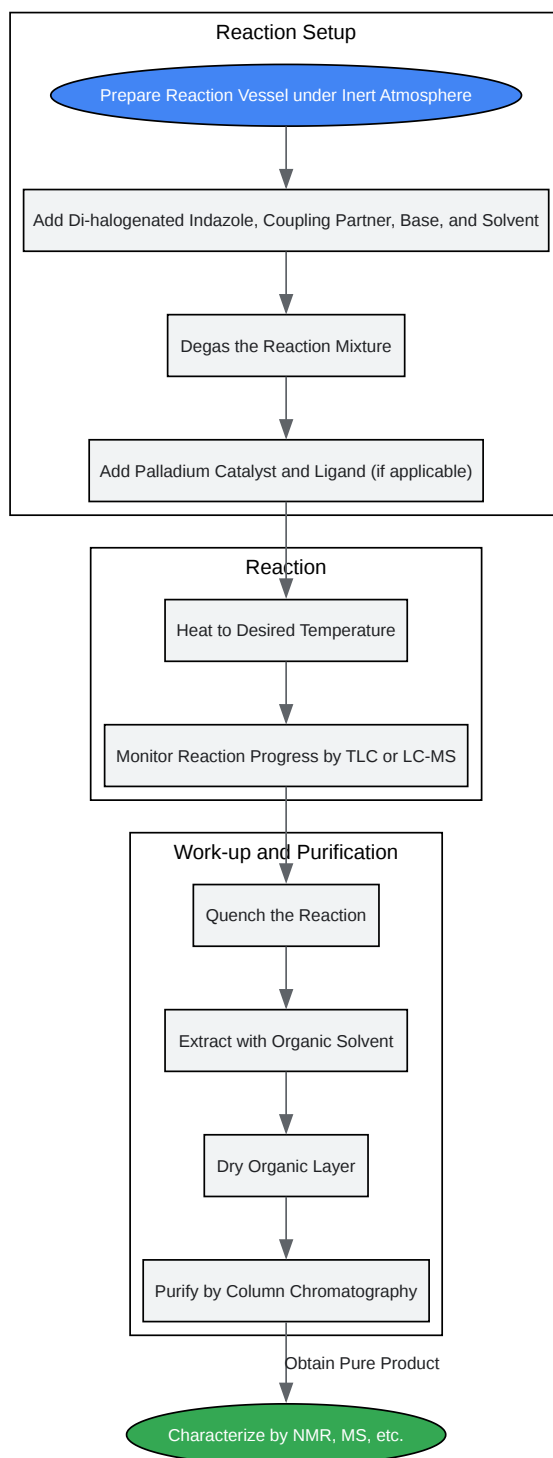 Reaction Setup
Prepare Reaction Vessel under Inert Atmosphere
Add Di-halogenated Indazole, Coupling Partner, Base, and Solvent
Degas the Reaction Mixture
Add Palladium Catalyst and Ligand (if applicable)
Reaction
Heat to Desired Temperature
Monitor Reaction Progress by TLC or LC-MS
Work-up and Purification
Quench the Reaction
Extract with Organic Solvent
Dry Organic Layer
Purify by Column Chromatography
Obtain Pure Product
Characterize by NMR, MS, etc.